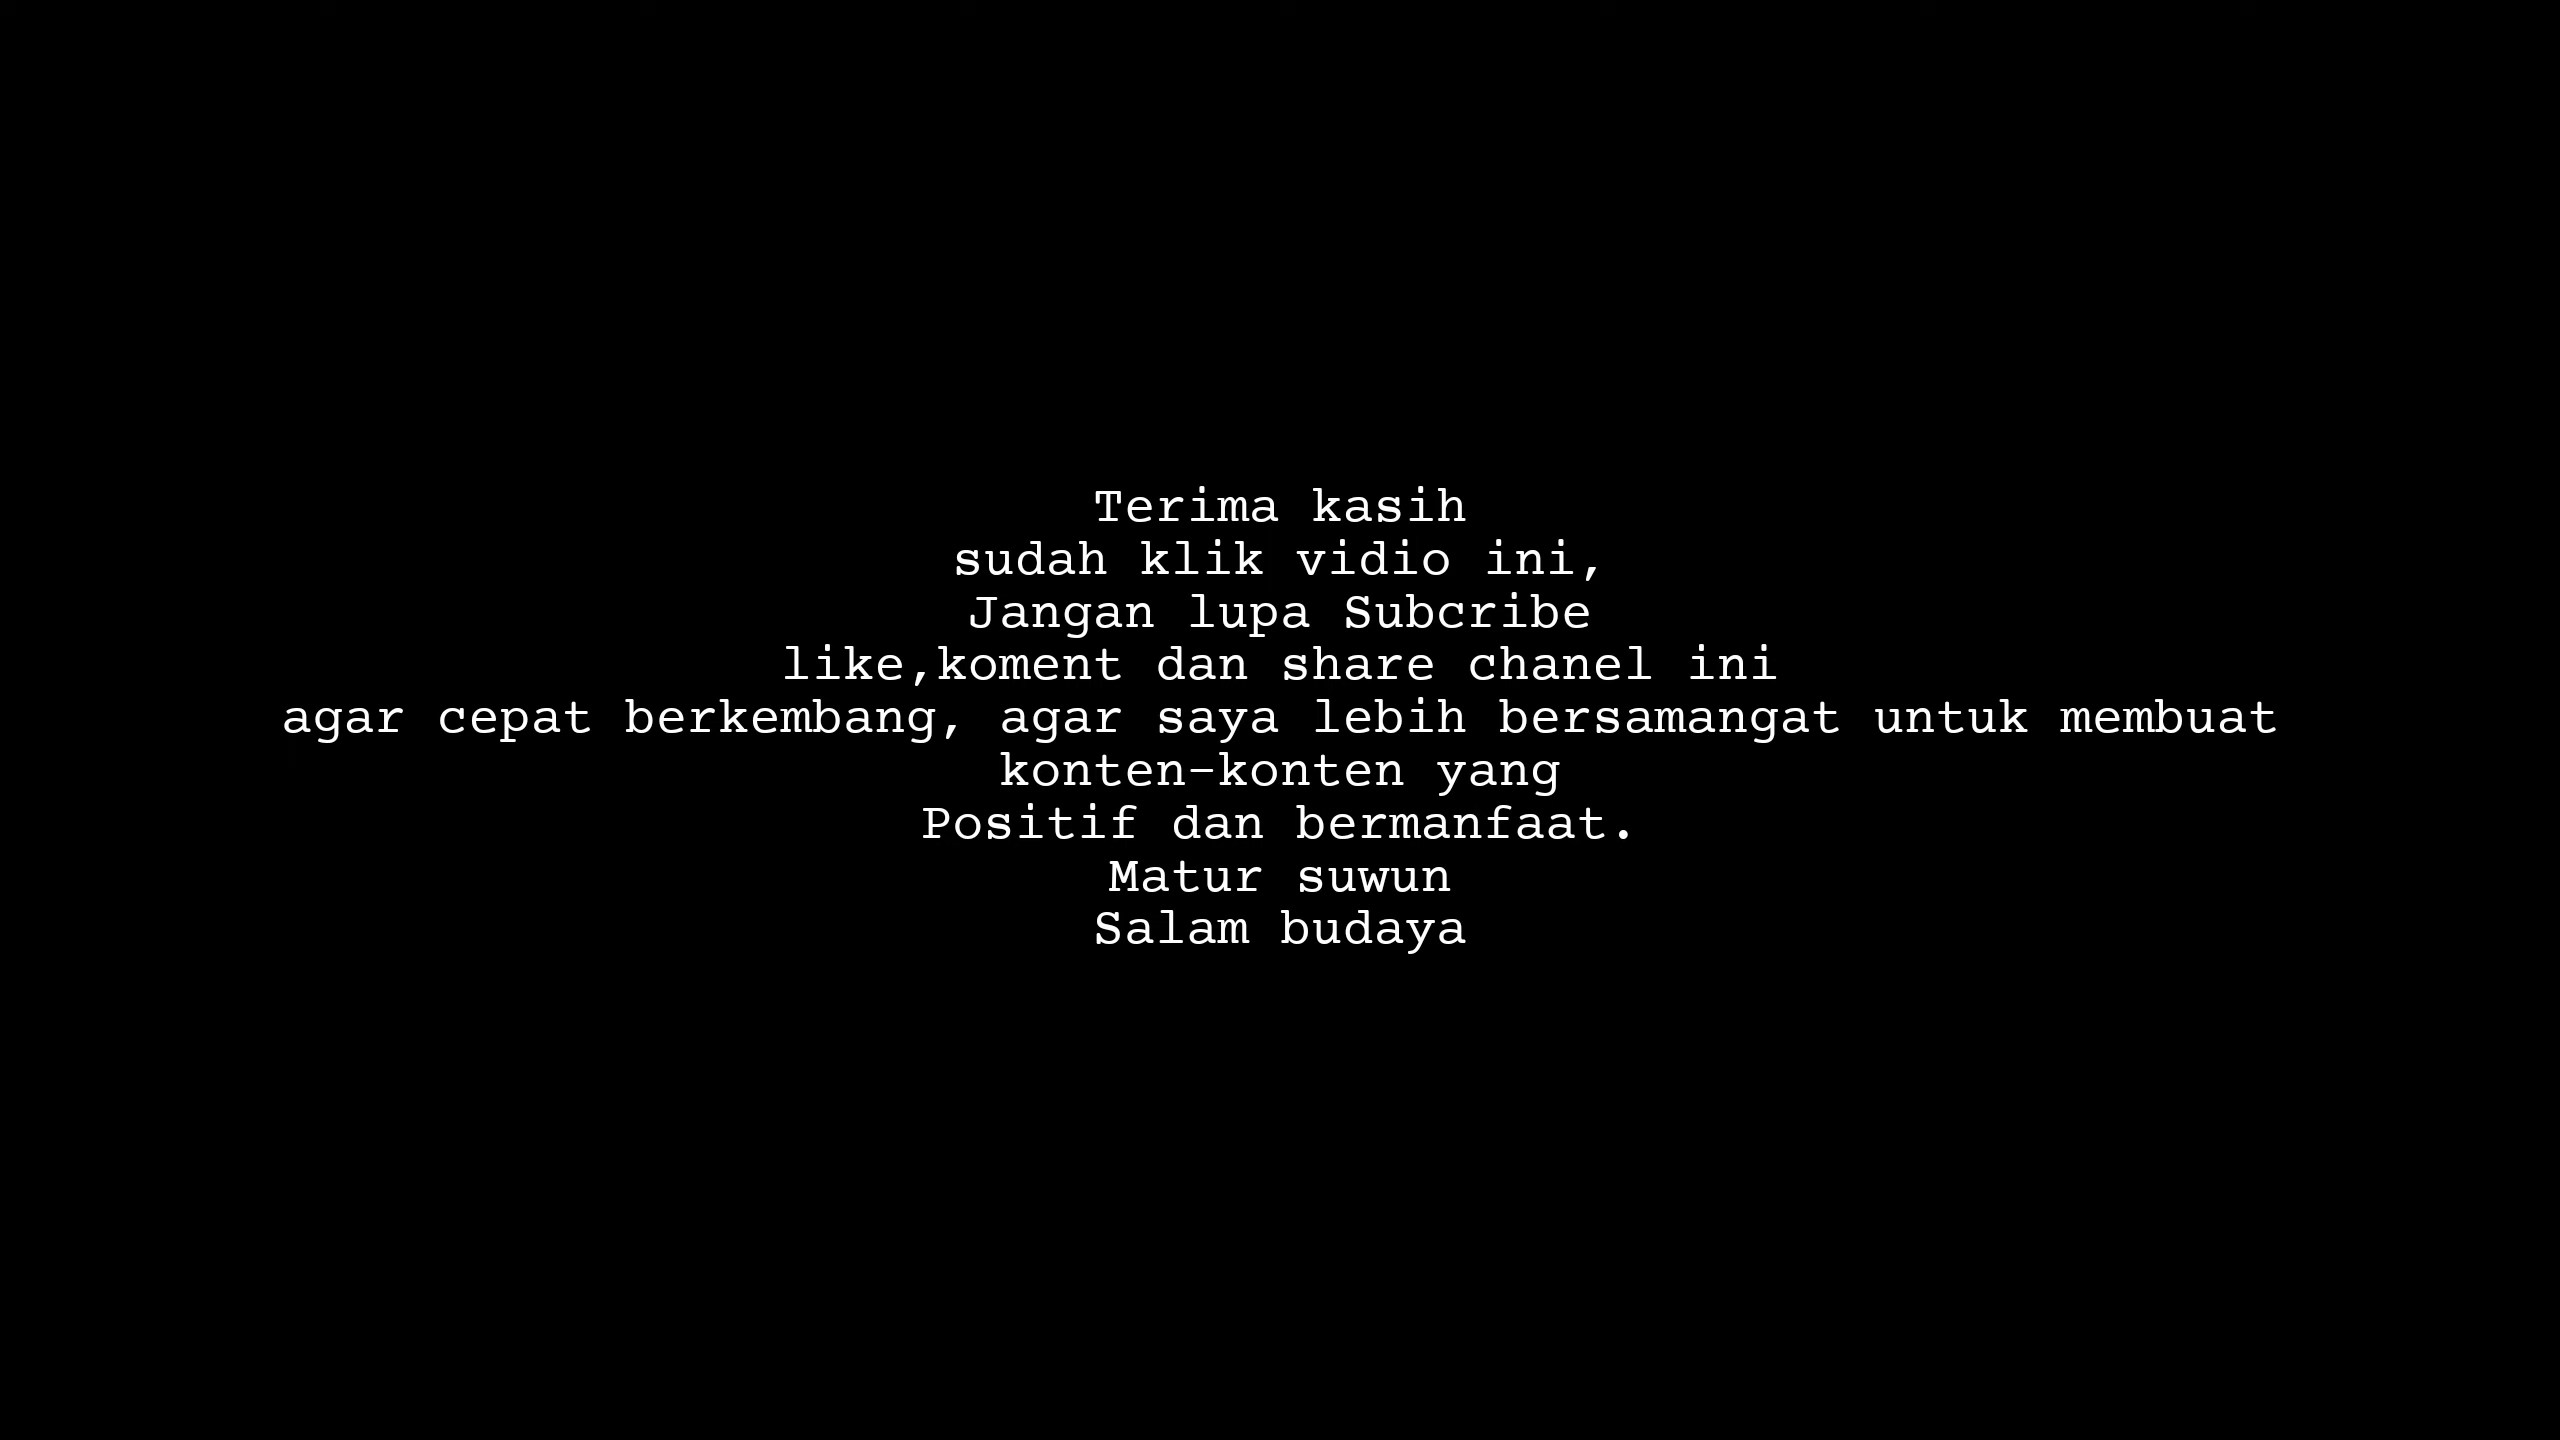 Terima kasih
sudah klik vidio ini,
Jangan lupa Subcribe
like,koment dan share chanel ini
agar cepat berkembang, agar saya lebih bersamangat untuk membuat
konten-konten yang
Positif dan bermanfaat.
Matur suwun
Salam budaya